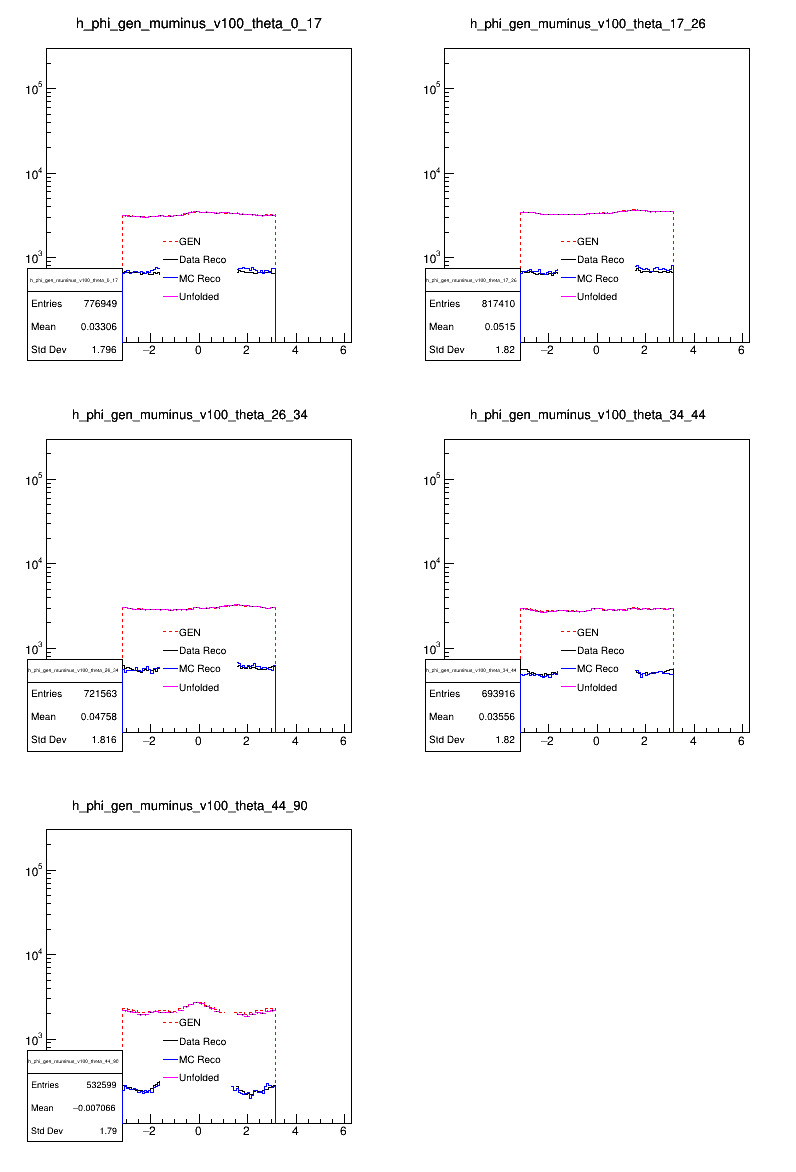 h_phi_gen_muminus_v100_theta_0_17
10^5
10^4
10^3
GEN
Data Reco
MC Reco
Unfolded
h_phi_gen_muminus_v100_theta_0_17
Entries 776949
Mean 0.03306
Std Dev 1.796
−2 0 2 4 6
h_phi_gen_muminus_v100_theta_17_26
10^5
10^4
10^3
GEN
Data Reco
MC Reco
Unfolded
h_phi_gen_muminus_v100_theta_17_26
Entries 817410
Mean 0.0515
Std Dev 1.82
−2 0 2 4 6
h_phi_gen_muminus_v100_theta_26_34
10^5
10^4
10^3
GEN
Data Reco
MC Reco
Unfolded
h_phi_gen_muminus_v100_theta_26_34
Entries 721563
Mean 0.04758
Std Dev 1.816
−2 0 2 4 6
h_phi_gen_muminus_v100_theta_34_44
10^5
10^4
10^3
GEN
Data Reco
MC Reco
Unfolded
h_phi_gen_muminus_v100_theta_34_44
Entries 693916
Mean 0.03556
Std Dev 1.82
−2 0 2 4 6
h_phi_gen_muminus_v100_theta_44_90
10^5
10^4
10^3
GEN
Data Reco
MC Reco
Unfolded
h_phi_gen_muminus_v100_theta_44_90
Entries 532599
Mean −0.007066
Std Dev 1.79
−2 0 2 4 6